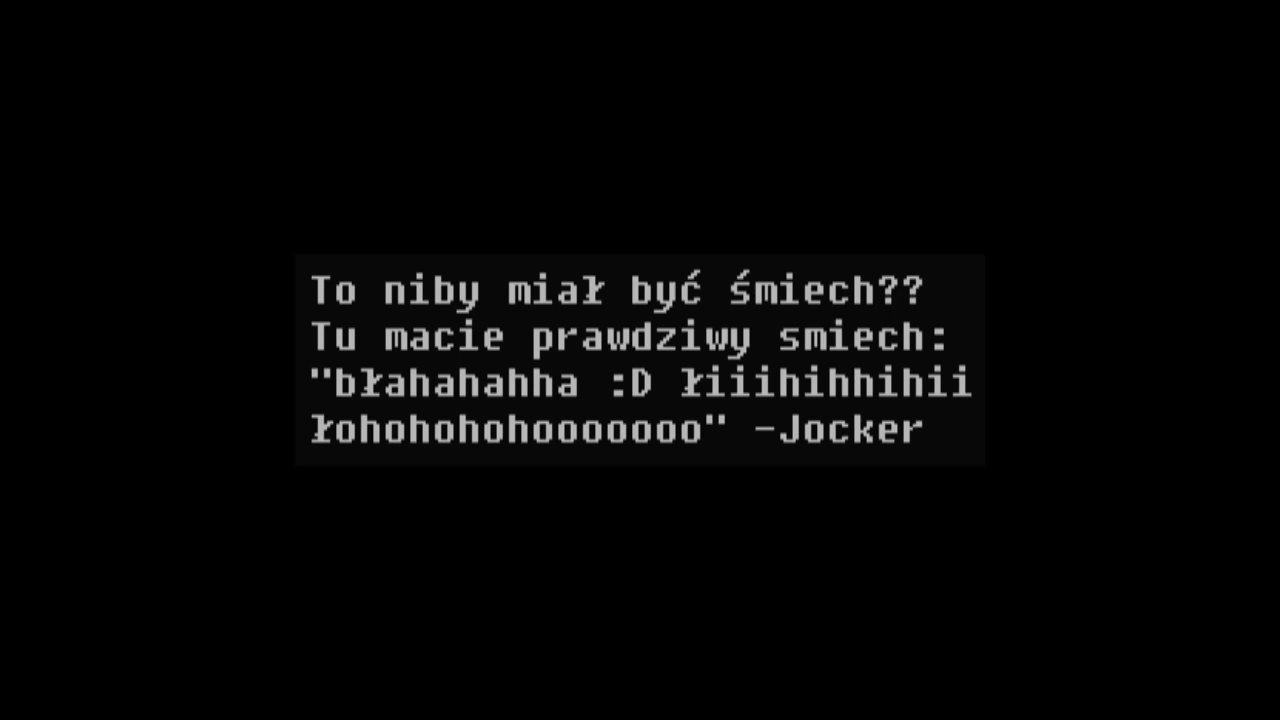 To niby miał być śmiech??
Tu macie prawdziwy smiech:
"błahahahha :D łiiihihhihii
łohohohohooooooo" -Jocker